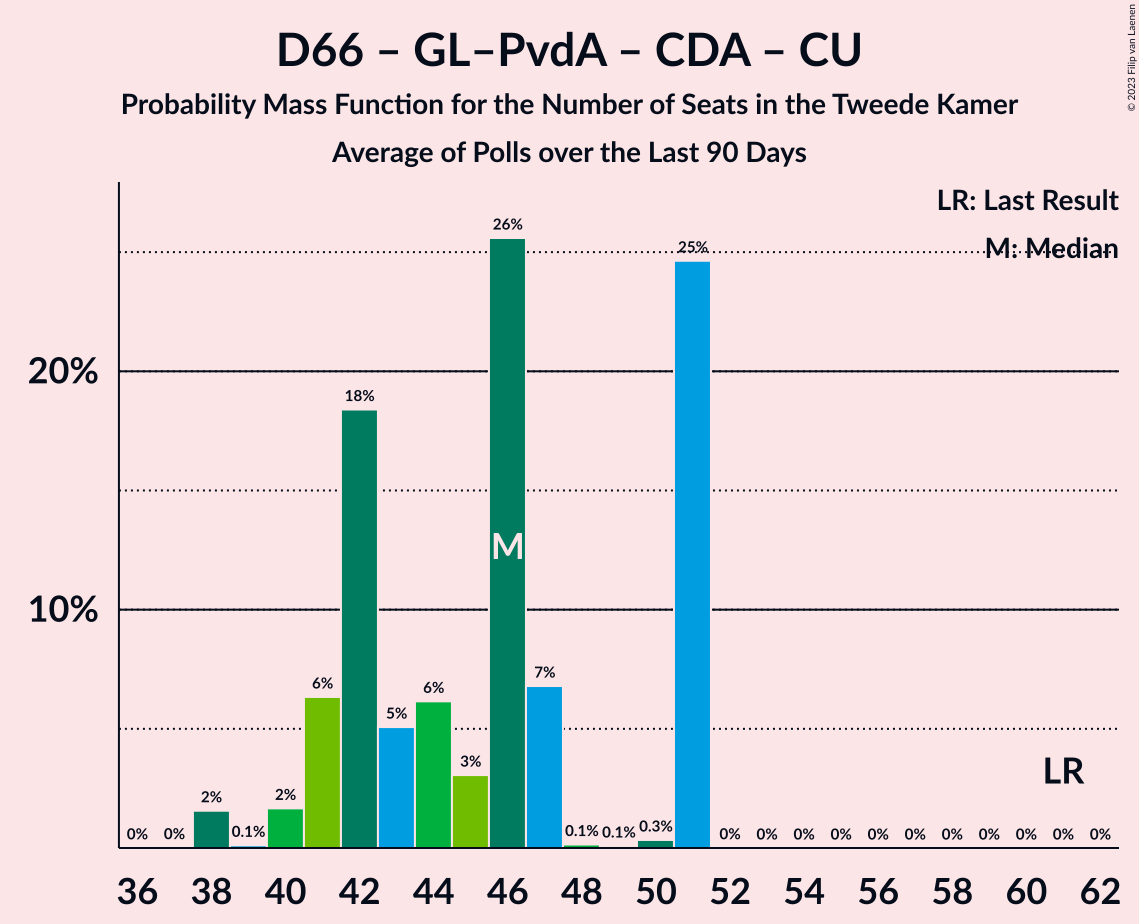 D66 – GL–PvdA – CDA – CU
Probability Mass Function for the Number of Seats in the Tweede Kamer
Average of Polls over the Last 90 Days
© 2023 Filip van Laenen
LR: Last Result
M: Median
20%
10%
0% 0% 2% 0.1% 2% 6% 18% 5% 6% 3% 26% 7% 0.1% 0.1% 0.3% 25% 0% 0% 0% 0% 0% 0% 0% 0% 0% 0% 0%
M
LR
36 38 40 42 44 46 48 50 52 54 56 58 60 62